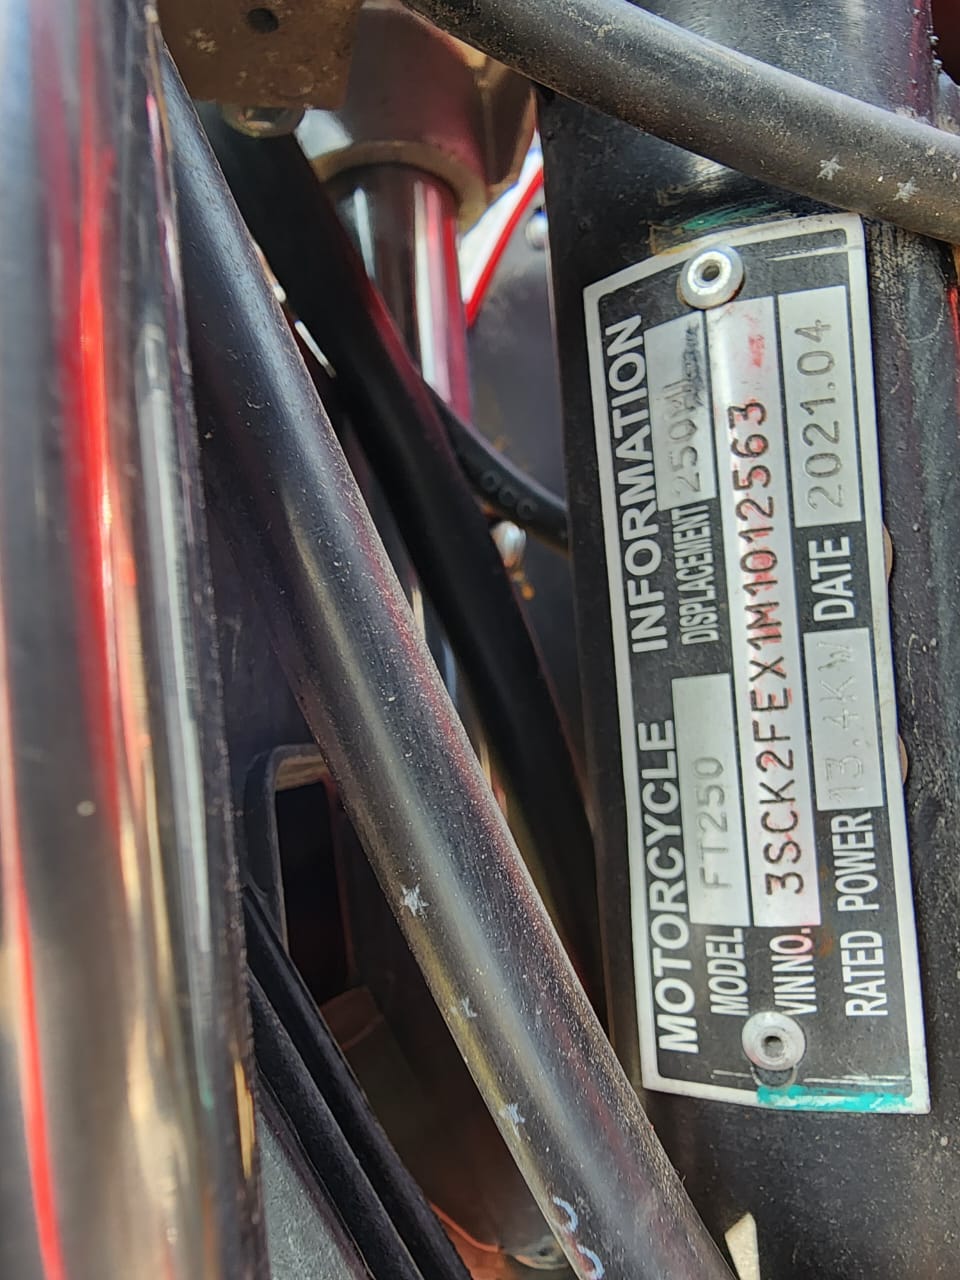 MOTORCYCLE INFORMATION
MODEL FT250 DISPLACEMENT 250ML
VIN NO. 3SCK2FEX1M1012563
RATED POWER 13.4KW DATE 2021.04